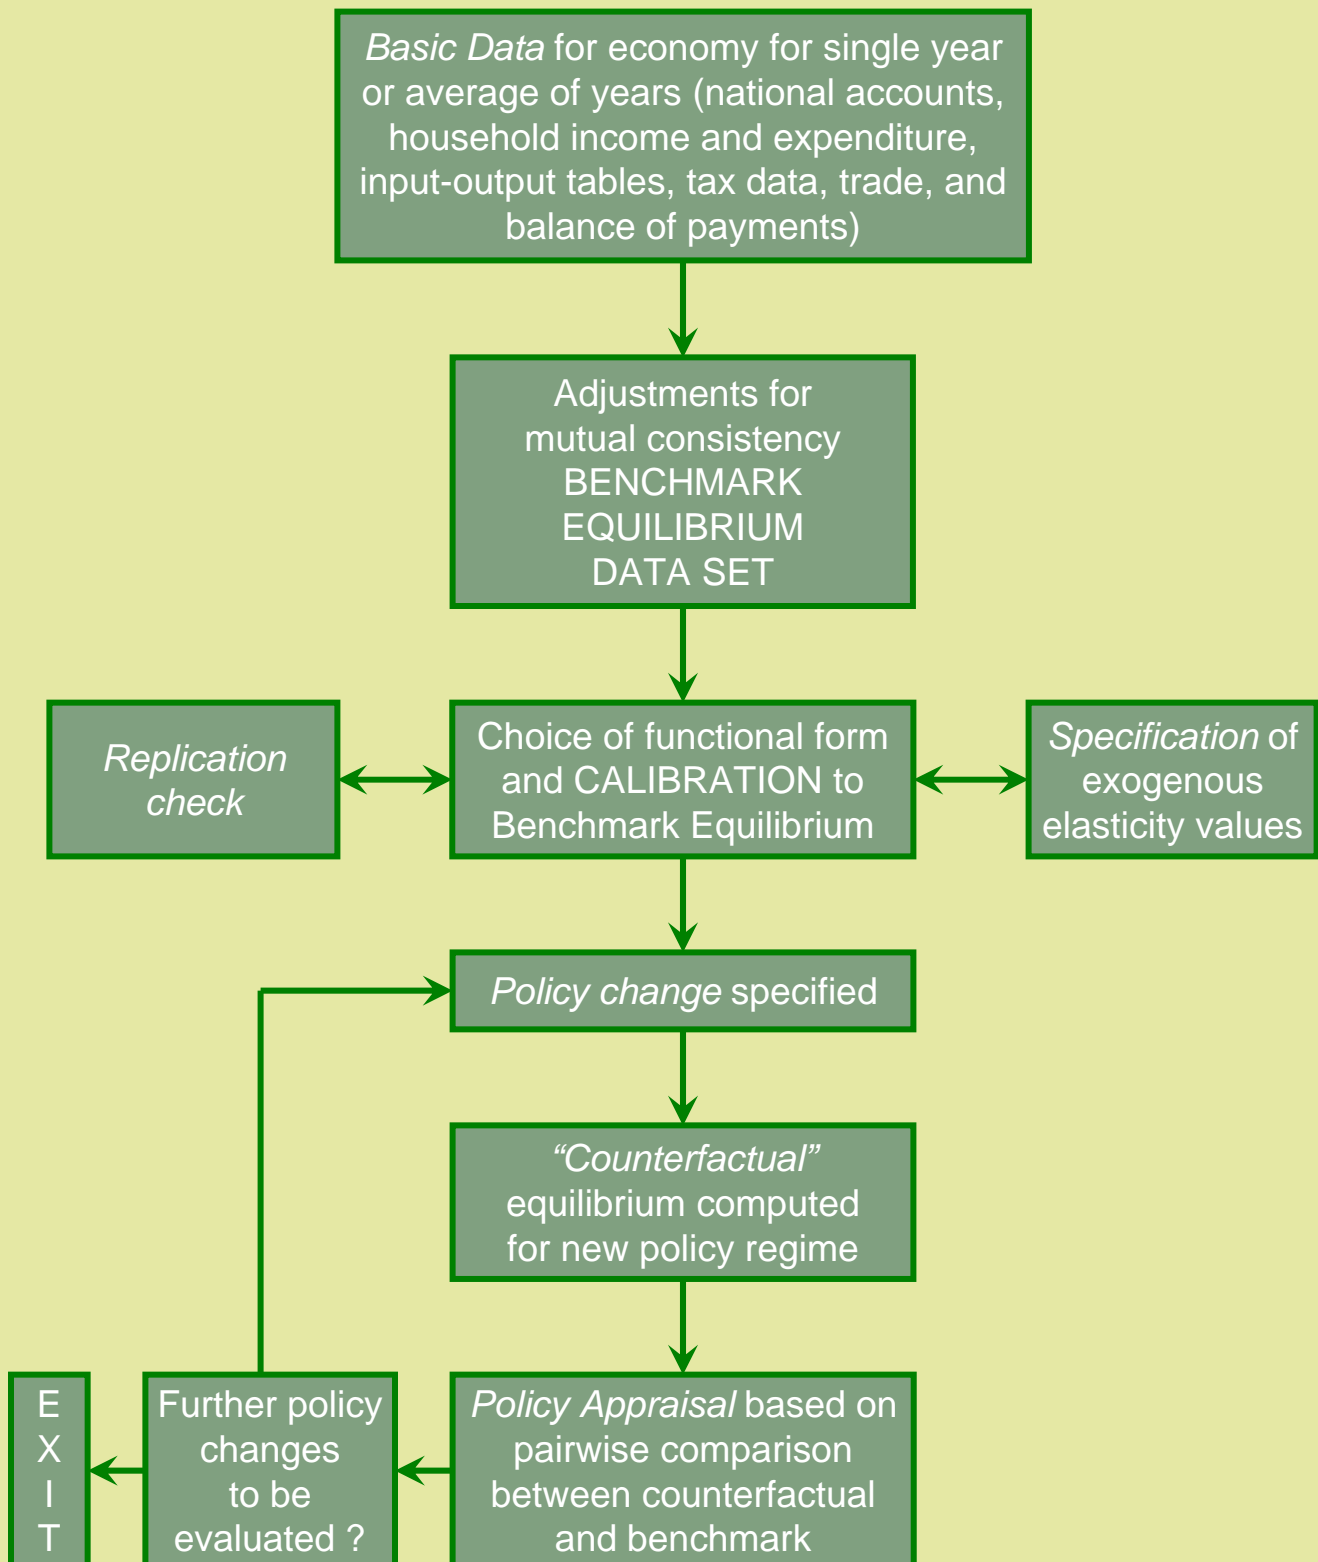 Basic Data for economy for single year
or average of years (national accounts,
household income and expenditure,
input-output tables, tax data, trade, and
balance of payments)
Adjustments for
mutual consistency
BENCHMARK
EQUILIBRIUM
DATA SET
Replication
check
Choice of functional form
and CALIBRATION to
Benchmark Equilibrium
Specification of
exogenous
elasticity values
Policy change specified
“Counterfactual”
equilibrium computed
for new policy regime
E
X
I
T
Further policy
changes
to be
evaluated ?
Policy Appraisal based on
pairwise comparison
between counterfactual
and benchmark